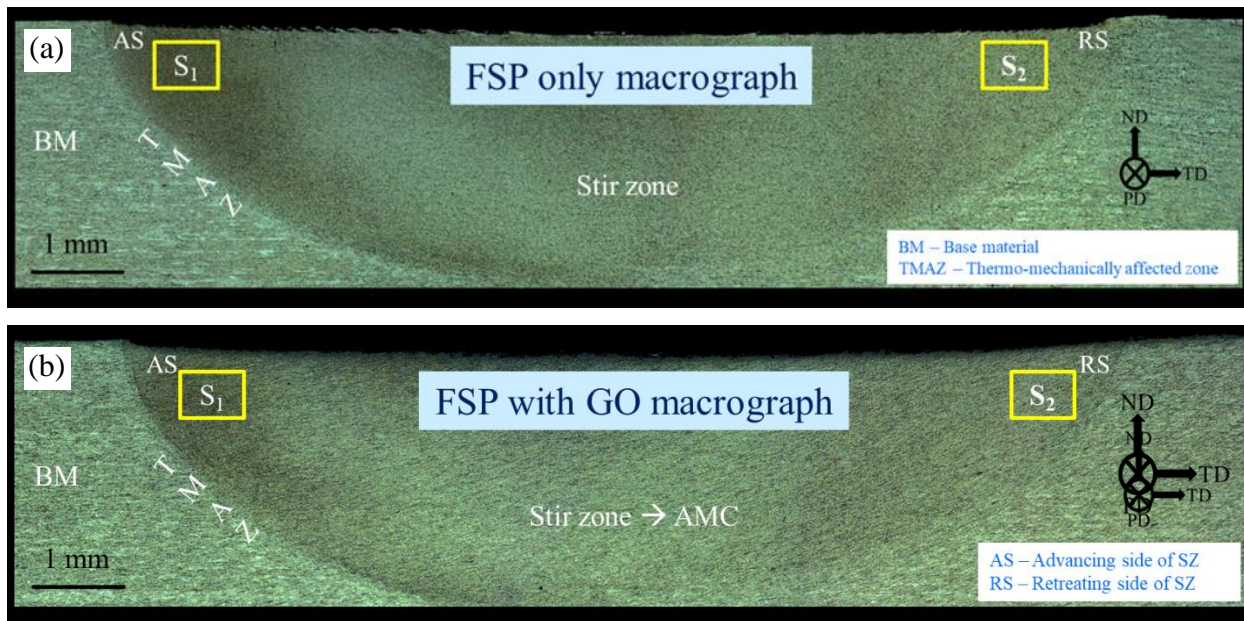 (a)
AS
S1
FSP only macrograph
S2
RS
BM
TMAZ
Stir zone
ND
TD
PD
1 mm
BM – Base material
TMAZ – Thermo-mechanically affected zone
(b)
AS
S1
FSP with GO macrograph
S2
RS
ND
ND
BM
TMAZ
TD
TD
Stir zone → AMC
PD
1 mm
AS – Advancing side of SZ
RS – Retreating side of SZ